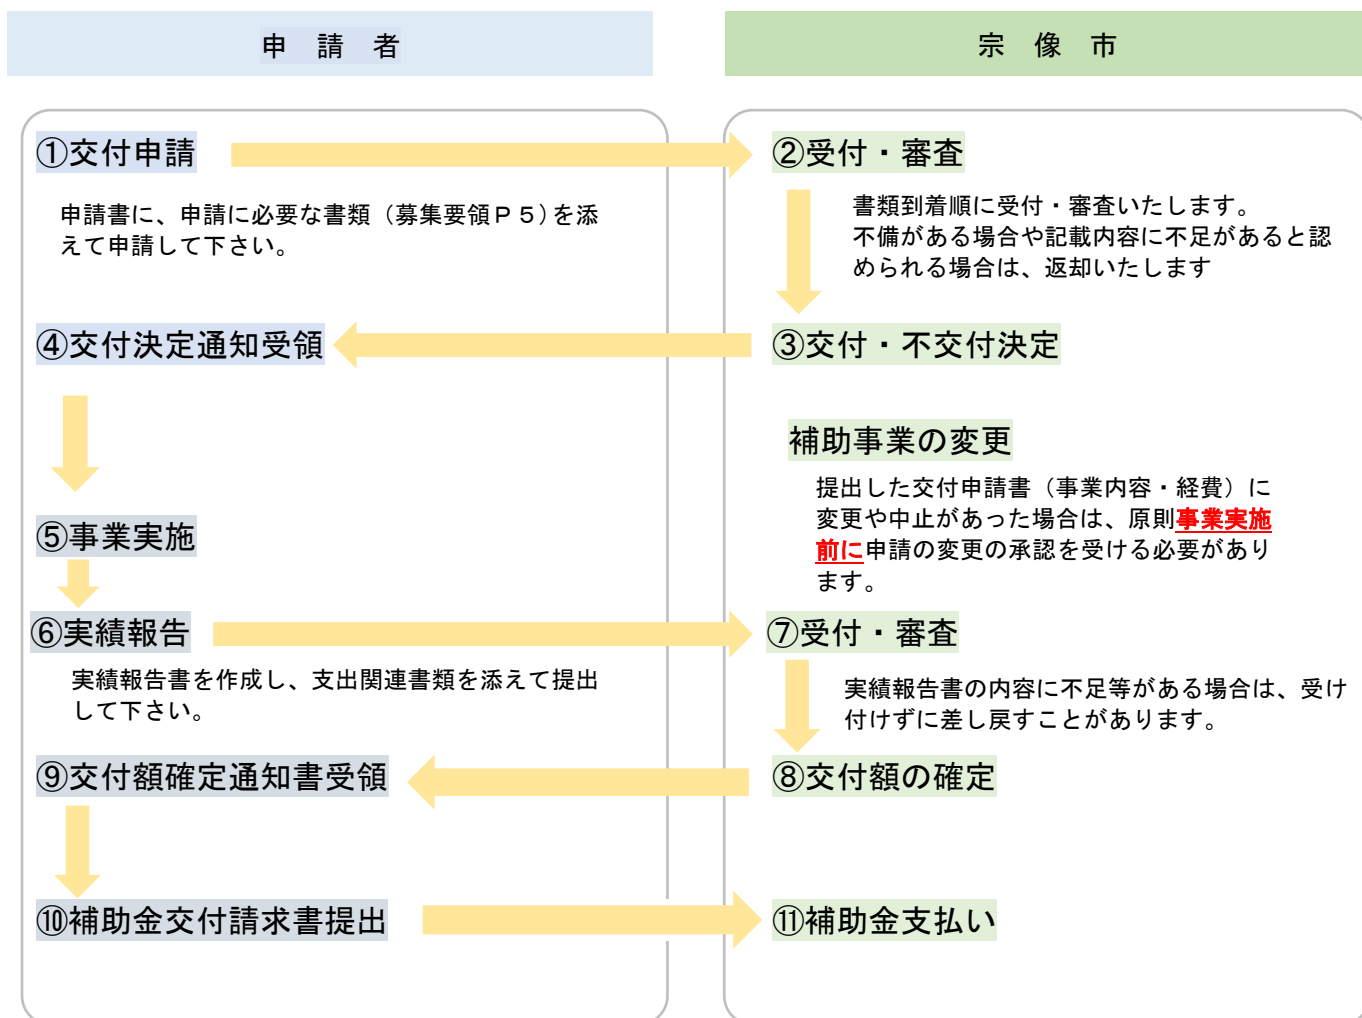 申 請 者
宗 像 市
①交付申請
申請書に、申請に必要な書類（募集要領Ｐ５）を添
えて申請して下さい。
②受付・審査
書類到着順に受付・審査いたします。
不備がある場合や記載内容に不足があると認
められる場合は、返却いたします
③交付・不交付決定
④交付決定通知受領
補助事業の変更
提出した交付申請書（事業内容・経費）に
変更や中止があった場合は、原則事業実施
前に申請の変更の承認を受ける必要があり
ます。
⑤事業実施
⑥実績報告
実績報告書を作成し、支出関連書類を添えて提出
して下さい。
⑦受付・審査
実績報告書の内容に不足等がある場合は、受け
付けずに差し戻すことがあります。
⑧交付額の確定
⑨交付額確定通知書受領
⑩補助金交付請求書提出
⑪補助金支払い